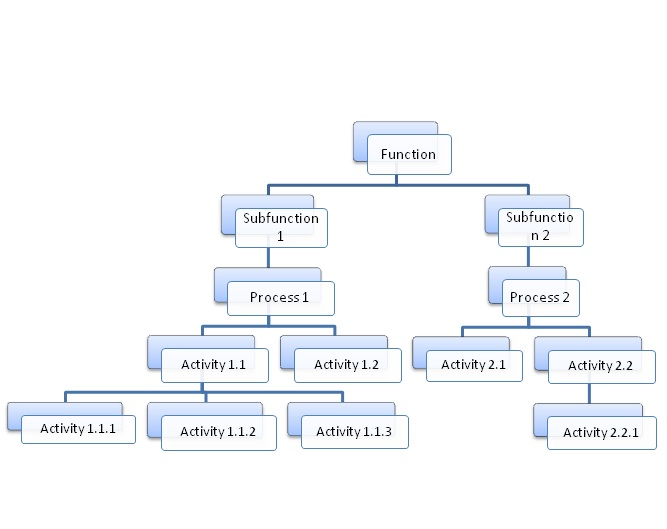 Function
Subfunction
1
Subfunctio
n 2
Process 1
Process 2
Activity 1.1
Activity 1.2
Activity 2.1
Activity 2.2
Activity 1.1.1
Activity 1.1.2
Activity 1.1.3
Activity 2.2.1